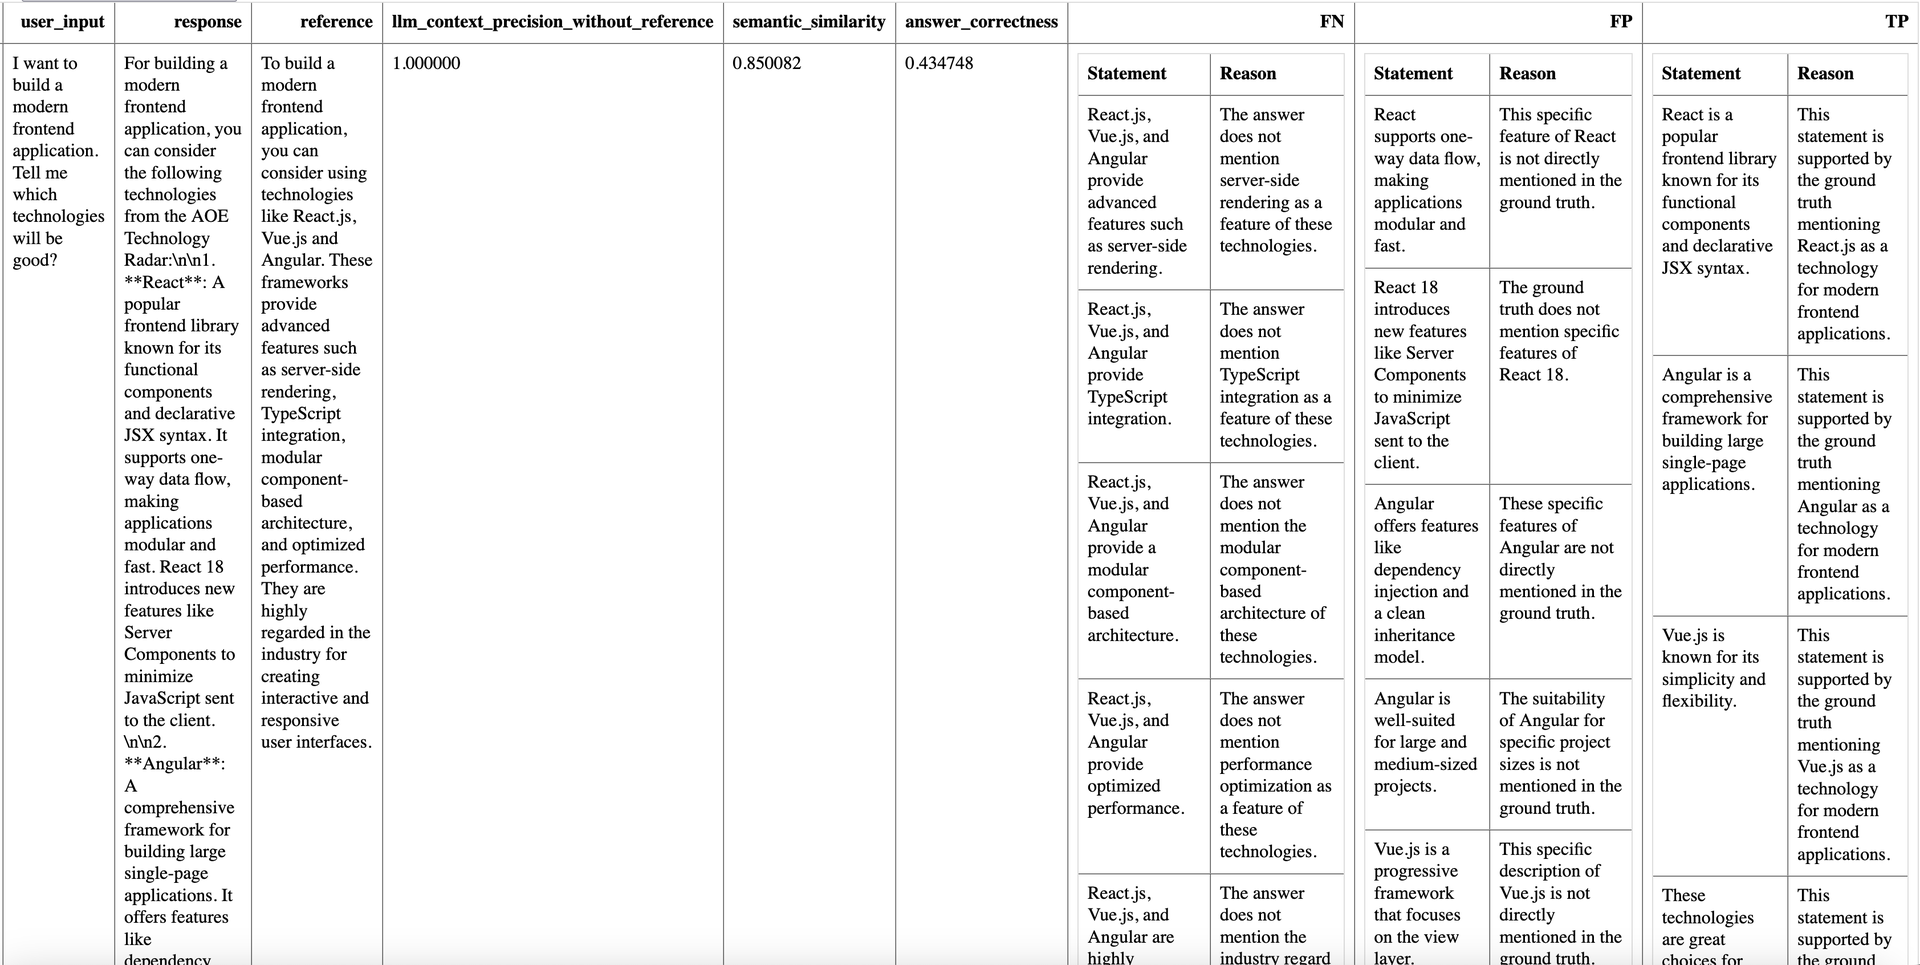 user_input
response
reference
llm_context_precision_without_reference
semantic_similarity
answer_correctness
FN
FP
TP
I want to
build a
modern
frontend
application.
Tell me
which
technologies
will be
good?
For building a
modern
frontend
application, you
can consider
the following
technologies
from the AOE
Technology
Radar:\n\n1.
**React**: A
popular
frontend library
known for its
functional
components
and declarative
JSX syntax. It
supports one-
way data flow,
making
applications
modular and
fast. React 18
introduces new
features like
Server
Components to
minimize
JavaScript sent
to the client.
\n\n2.
**Angular**:
A
comprehensive
framework for
building large
single-page
applications. It
offers features
like
dependency
To build a
modern
frontend
application,
you can
consider using
technologies
like React.js,
Vue.js and
Angular. These
frameworks
provide
advanced
features such
as server-side
rendering,
TypeScript
integration,
modular
component-
based
architecture,
and optimized
performance.
They are
highly
regarded in the
industry for
creating
interactive and
responsive
user interfaces.
1.000000
0.850082
0.434748
Statement
Reason
React.js,
Vue.js, and
Angular
provide
advanced
features such
as server-side
rendering.
The answer
does not
mention
server-side
rendering as a
feature of these
technologies.
React.js,
Vue.js, and
Angular
provide
TypeScript
integration.
The answer
does not
mention
TypeScript
integration as a
feature of these
technologies.
React.js,
Vue.js, and
Angular
provide a
modular
component-
based
architecture.
The answer
does not
mention the
modular
component-
based
architecture of
these
technologies.
React.js,
Vue.js, and
Angular
provide
optimized
performance.
The answer
does not
mention
performance
optimization as
a feature of
these
technologies.
React.js,
Vue.js, and
Angular are
highly
The answer
does not
mention the
industry regard
Statement
Reason
React
supports one-
way data flow,
making
applications
modular and
fast.
This specific
feature of React
is not directly
mentioned in the
ground truth.
React 18
introduces
new features
like Server
Components
to minimize
JavaScript
sent to the
client.
The ground
truth does not
mention specific
features of
React 18.
Angular
offers features
like
dependency
injection and
a clean
inheritance
model.
These specific
features of
Angular are not
directly
mentioned in the
ground truth.
Angular is
well-suited
for large and
medium-sized
projects.
The suitability
of Angular for
specific project
sizes is not
mentioned in the
ground truth.
Vue.js is a
progressive
framework
that focuses
on the view
layer.
This specific
description of
Vue.js is not
directly
mentioned in the
ground truth.
Statement
Reason
React is a
popular
frontend library
known for its
functional
components
and declarative
JSX syntax.
This
statement is
supported by
the ground
truth
mentioning
React.js as a
technology
for modern
frontend
applications.
Angular is a
comprehensive
framework for
building large
single-page
applications.
This
statement is
supported by
the ground
truth
mentioning
Angular as a
technology
for modern
frontend
applications.
Vue.js is
known for its
simplicity and
flexibility.
This
statement is
supported by
the ground
truth
mentioning
Vue.js as a
technology
for modern
frontend
applications.
These
technologies
are great
choices for
This
statement is
supported by
the ground